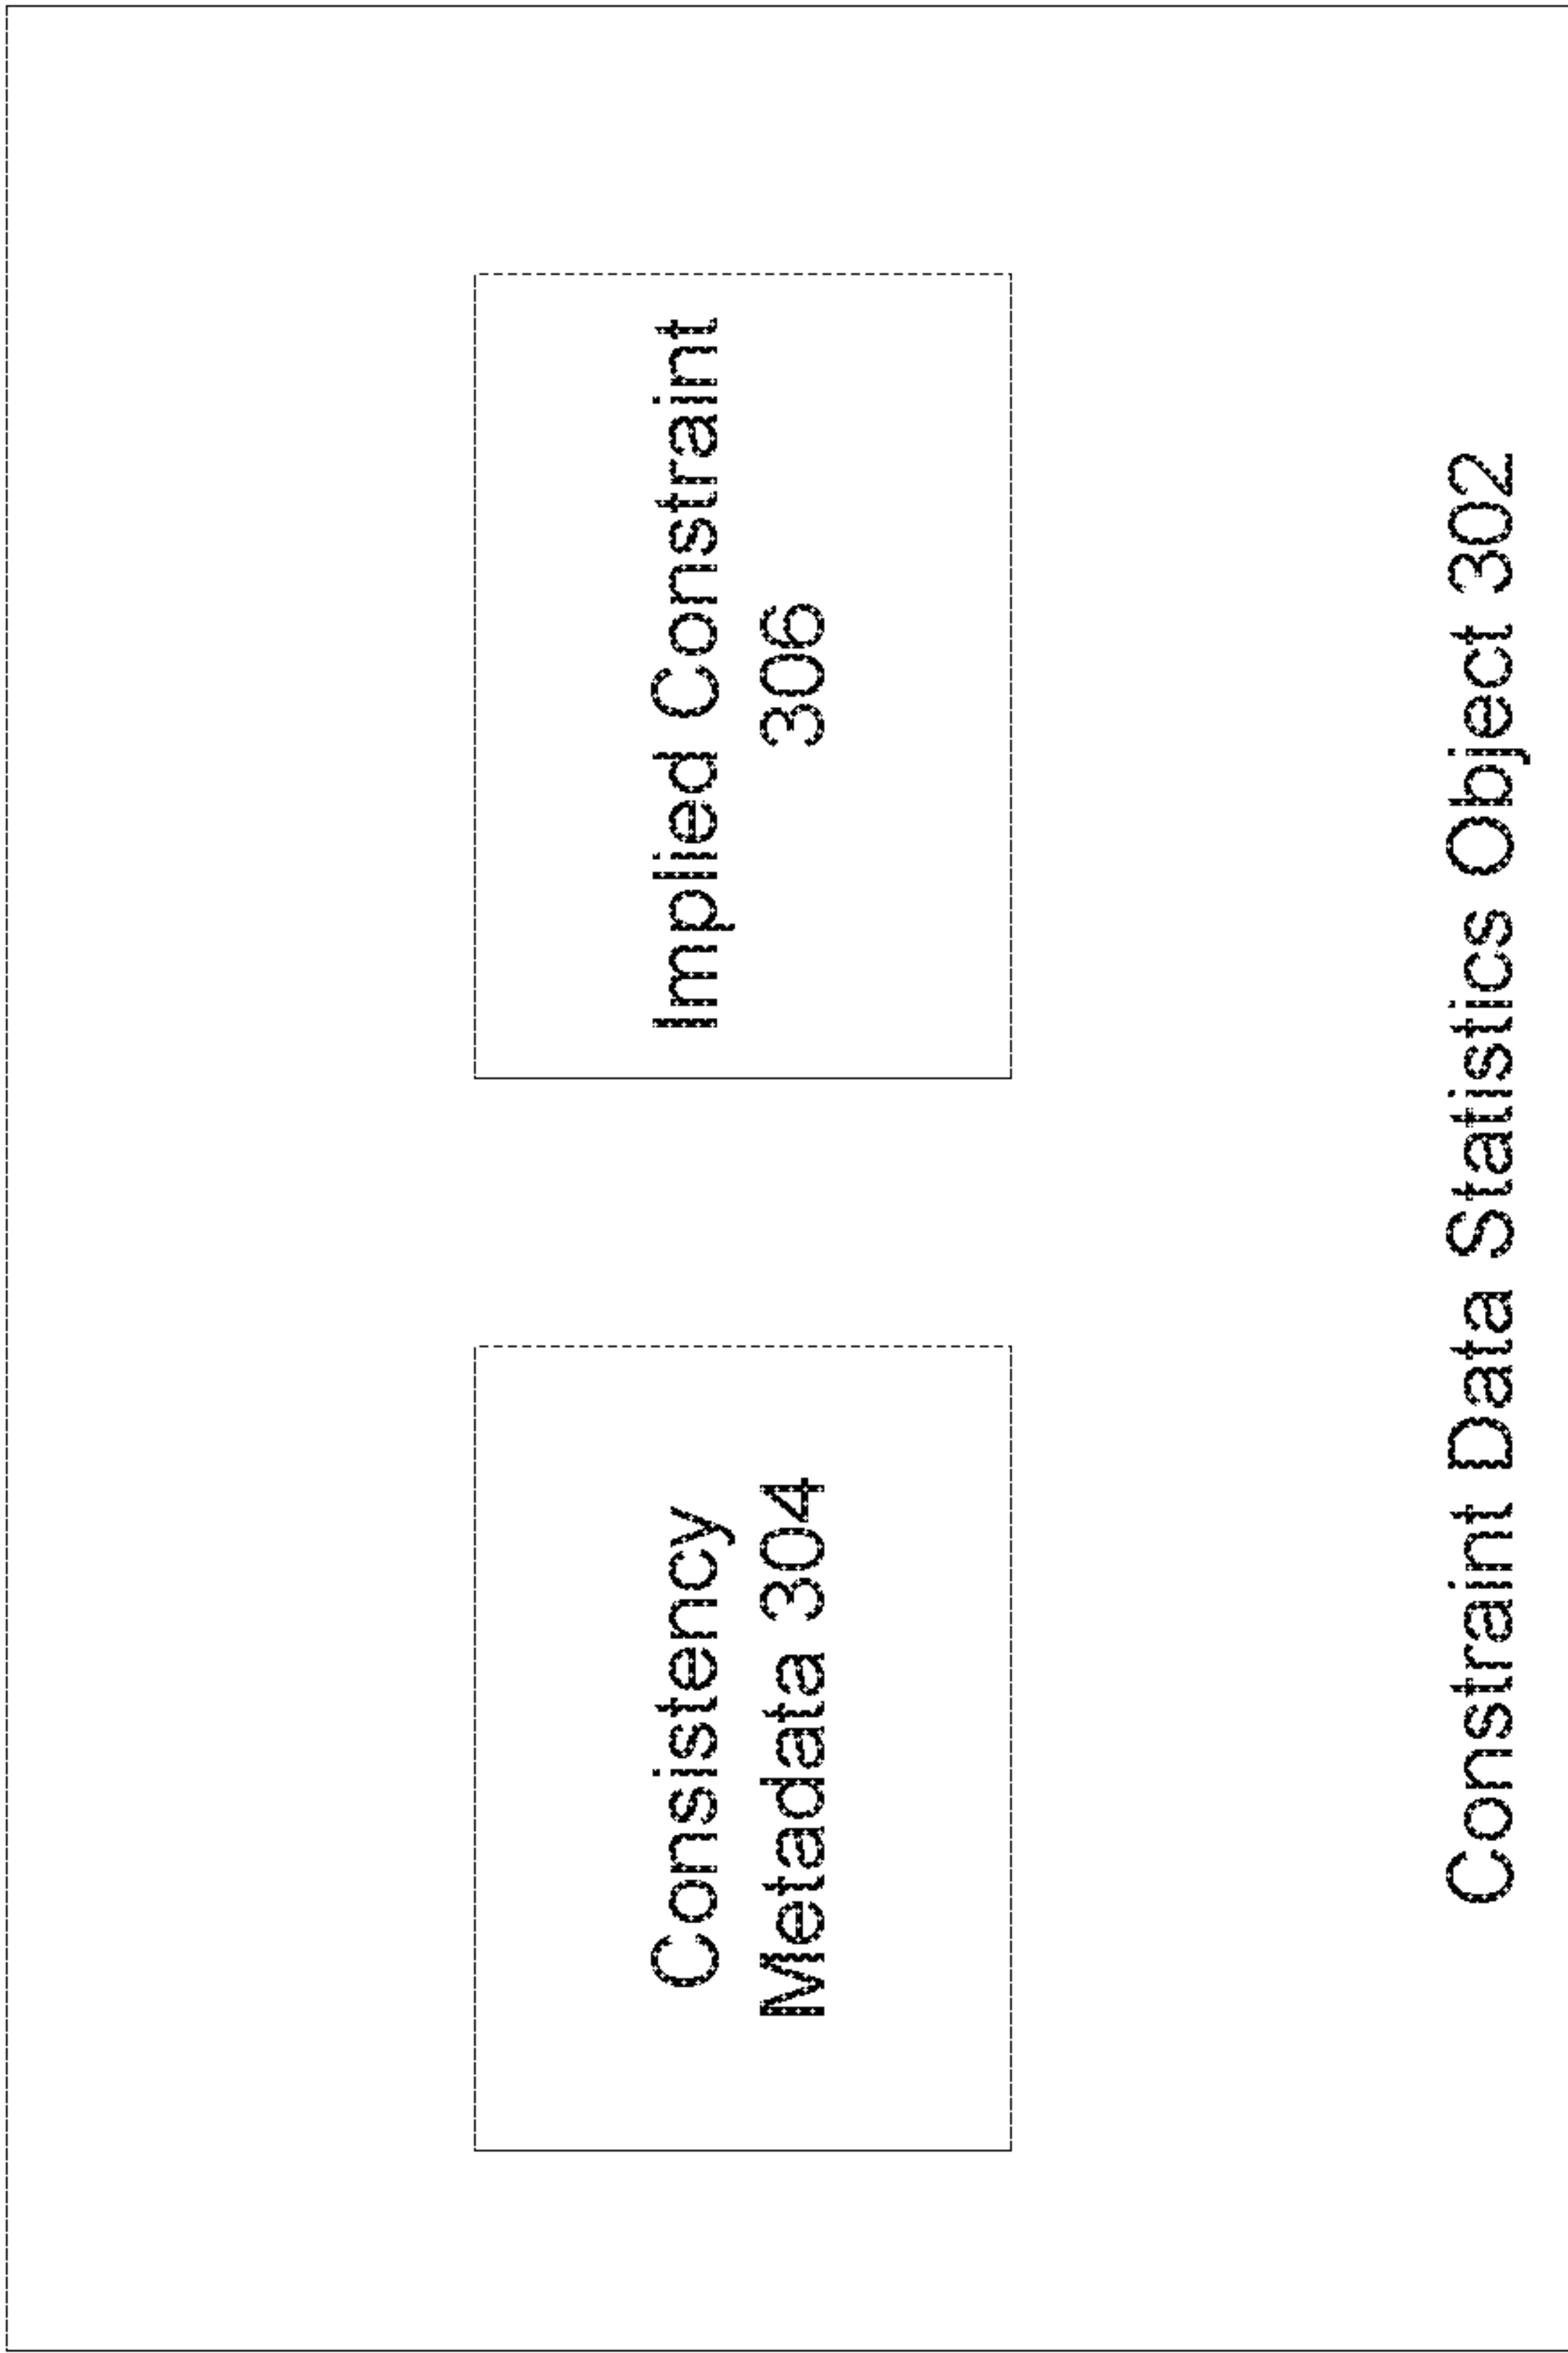 Consistency
Metadata 304
Implied Constraint
306
Constraint Data Statistics Object 302